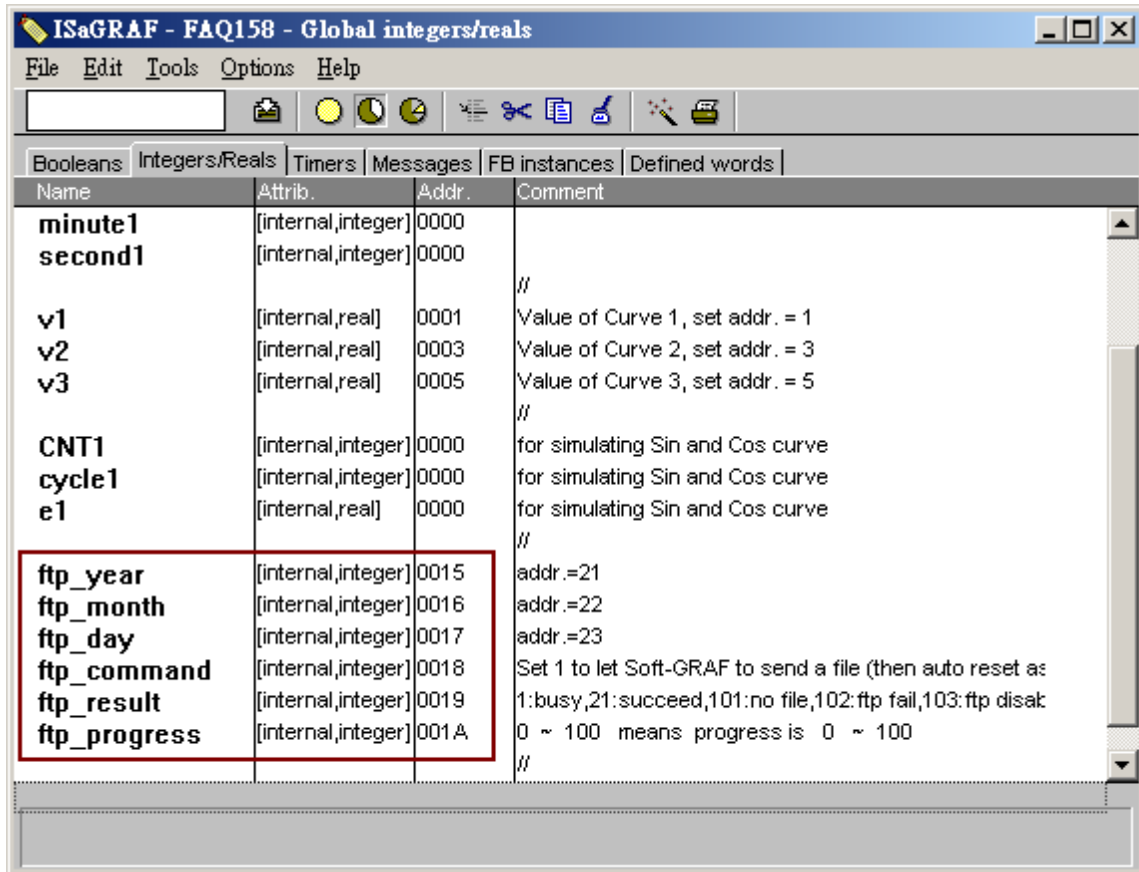 ISaGRAF - FAQ158 - Global integers/reals
File Edit Tools Options Help
Booleans Integers/Reals Timers Messages FB instances Defined words
Name Attrib. Addr. Comment
minute1 [internal,integer] 0000
second1 [internal,integer] 0000
//
v1 [internal,real] 0001 Value of Curve 1, set addr. = 1
v2 [internal,real] 0003 Value of Curve 2, set addr. = 3
v3 [internal,real] 0005 Value of Curve 3, set addr. = 5
//
CNT1 [internal,integer] 0000 for simulating Sin and Cos curve
cycle1 [internal,integer] 0000 for simulating Sin and Cos curve
e1 [internal,real] 0000 for simulating Sin and Cos curve
//
ftp_year [internal,integer] 0015 addr.=21
ftp_month [internal,integer] 0016 addr.=22
ftp_day [internal,integer] 0017 addr.=23
ftp_command [internal,integer] 0018 Set 1 to let Soft-GRAF to send a file (then auto reset as
ftp_result [internal,integer] 0019 1:busy,21:succeed,101:no file,102:ftp fail,103:ftp disab
ftp_progress [internal,integer] 001A 0 ~ 100 means progress is 0 ~ 100
//